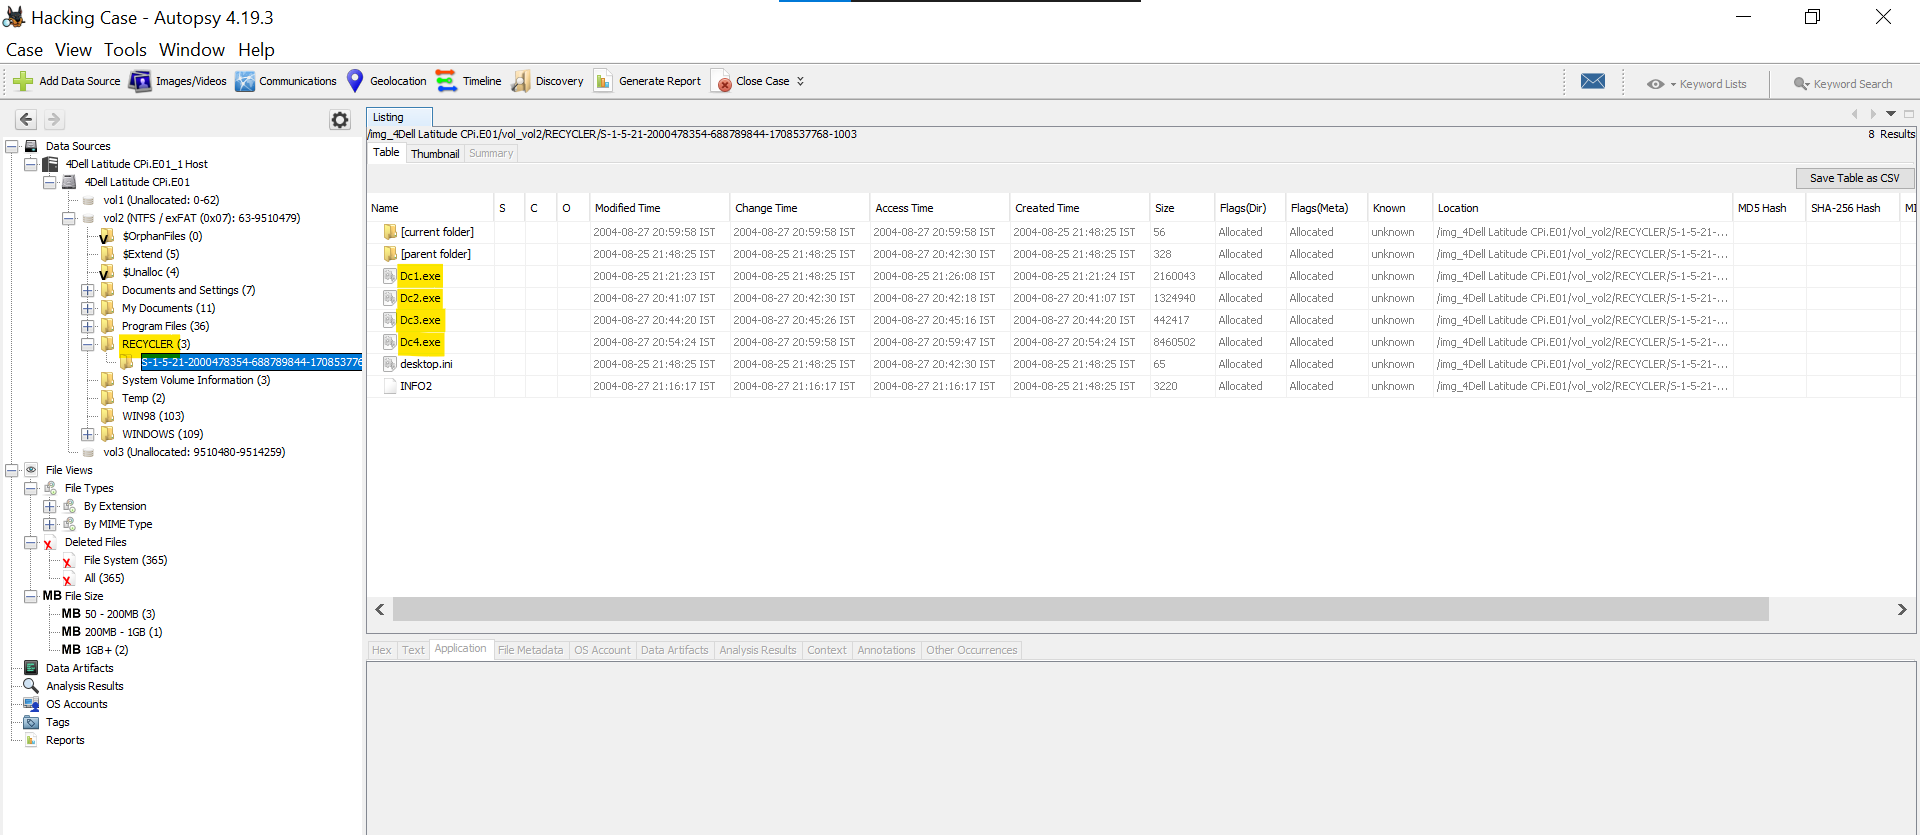 Hacking Case - Autopsy 4.19.3
Case View Tools Window Help
Add Data Source Images/Videos Communications Geolocation Timeline Discovery Generate Report Close Case Keyword Lists Keyword Search
Listing
/img_4Dell Latitude CPi.E01/vol_vol2/RECYCLER/S-1-5-21-2000478354-688789844-1708537768-1003
8 Results
Table Thumbnail Summary
Save Table as CSV
Data Sources
4Dell Latitude CPi.E01_1 Host
4Dell Latitude CPi.E01
vol1 (Unallocated: 0-62)
vol2 (NTFS / exFAT (0x07): 63-9510479)
$OrphanFiles (0)
$Extend (5)
$Unalloc (4)
Documents and Settings (7)
My Documents (11)
Program Files (36)
RECYCLER (3)
S-1-5-21-2000478354-688789844-170853776
System Volume Information (3)
Temp (2)
WIN98 (103)
WINDOWS (109)
vol3 (Unallocated: 9510480-9514259)
File Views
File Types
By Extension
By MIME Type
Deleted Files
File System (365)
All (365)
MB File Size
MB 50 - 200MB (3)
MB 200MB - 1GB (1)
MB 1GB+ (2)
Data Artifacts
Analysis Results
OS Accounts
Tags
Reports
Name S C O Modified Time Change Time Access Time Created Time Size Flags(Dir) Flags(Meta) Known Location MD5 Hash SHA-256 Hash MI
[current folder] 2004-08-27 20:59:58 IST 2004-08-27 20:59:58 IST 2004-08-27 20:59:58 IST 2004-08-25 21:48:25 IST 56 Allocated Allocated unknown /img_4Dell Latitude CPi.E01/vol_vol2/RECYCLER/S-1-5-21-...
[parent folder] 2004-08-25 21:48:25 IST 2004-08-25 21:48:25 IST 2004-08-27 20:42:30 IST 2004-08-25 21:48:25 IST 328 Allocated Allocated unknown /img_4Dell Latitude CPi.E01/vol_vol2/RECYCLER/S-1-5-21-...
Dc1.exe 2004-08-25 21:21:23 IST 2004-08-25 21:48:25 IST 2004-08-25 21:26:08 IST 2004-08-25 21:21:24 IST 2160043 Allocated Allocated unknown /img_4Dell Latitude CPi.E01/vol_vol2/RECYCLER/S-1-5-21-...
Dc2.exe 2004-08-27 20:41:07 IST 2004-08-27 20:42:30 IST 2004-08-27 20:42:18 IST 2004-08-27 20:41:07 IST 1324940 Allocated Allocated unknown /img_4Dell Latitude CPi.E01/vol_vol2/RECYCLER/S-1-5-21-...
Dc3.exe 2004-08-27 20:44:20 IST 2004-08-27 20:45:26 IST 2004-08-27 20:45:16 IST 2004-08-27 20:44:20 IST 442417 Allocated Allocated unknown /img_4Dell Latitude CPi.E01/vol_vol2/RECYCLER/S-1-5-21-...
Dc4.exe 2004-08-27 20:54:24 IST 2004-08-27 20:59:58 IST 2004-08-27 20:59:47 IST 2004-08-27 20:54:24 IST 8460502 Allocated Allocated unknown /img_4Dell Latitude CPi.E01/vol_vol2/RECYCLER/S-1-5-21-...
desktop.ini 2004-08-25 21:48:25 IST 2004-08-25 21:48:25 IST 2004-08-27 20:42:30 IST 2004-08-25 21:48:25 IST 65 Allocated Allocated unknown /img_4Dell Latitude CPi.E01/vol_vol2/RECYCLER/S-1-5-21-...
INFO2 2004-08-27 21:16:17 IST 2004-08-27 21:16:17 IST 2004-08-27 21:16:17 IST 2004-08-25 21:48:25 IST 3220 Allocated Allocated unknown /img_4Dell Latitude CPi.E01/vol_vol2/RECYCLER/S-1-5-21-...
Hex Text Application File Metadata OS Account Data Artifacts Analysis Results Context Annotations Other Occurrences